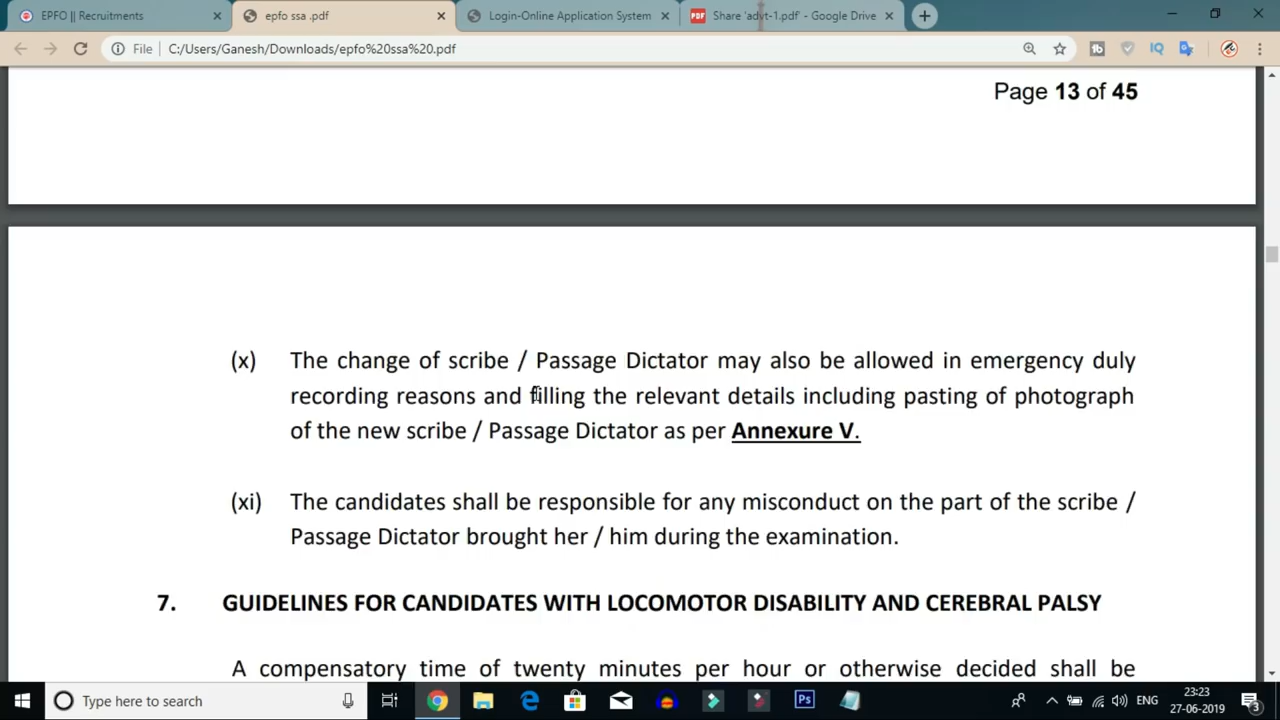 EPFO || Recruitments
epfo ssa .pdf
Login-Online Application System
PDF
Share 'advt-1.pdf' - Google Drive
File
C:/Users/Ganesh/Downloads/epfo%20ssa%20.pdf
Page 13 of 45
(x) The change of scribe / Passage Dictator may also be allowed in emergency duly
recording reasons and filling the relevant details including pasting of photograph
of the new scribe / Passage Dictator as per Annexure V.
(xi) The candidates shall be responsible for any misconduct on the part of the scribe /
Passage Dictator brought her / him during the examination.
7. GUIDELINES FOR CANDIDATES WITH LOCOMOTOR DISABILITY AND CEREBRAL PALSY
A compensatory time of twenty minutes per hour or otherwise decided shall be
Type here to search
Ps
ENG
23:23
27-06-2019
3